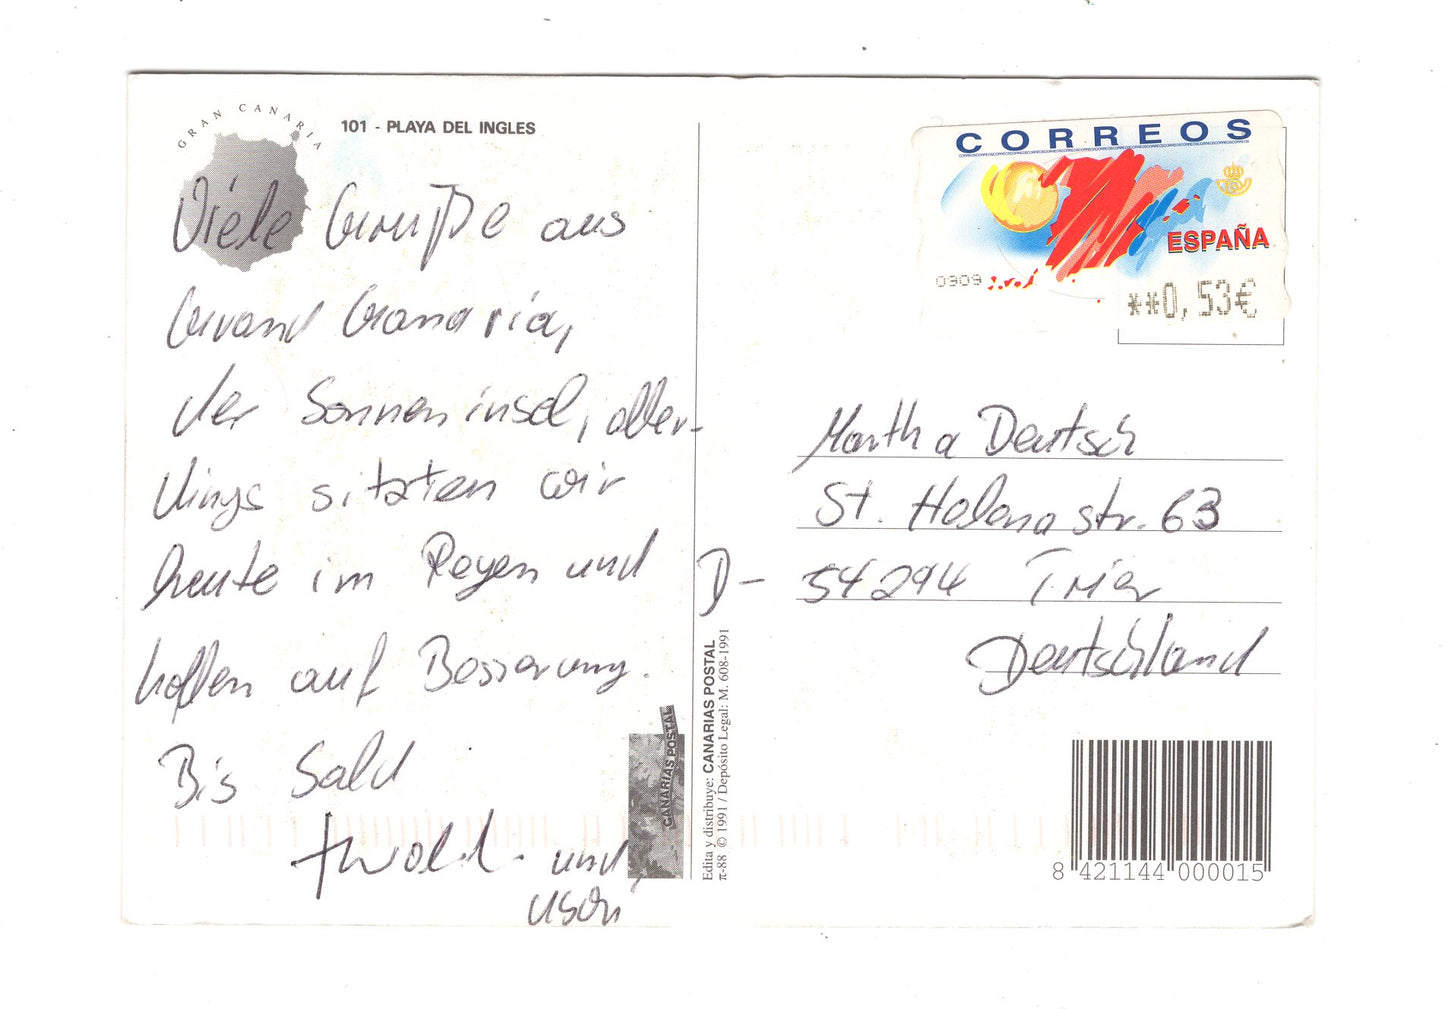 GRAN CANARIA
101 - PLAYA DEL INGLES
Viele Grüße aus
Grand Canaria,
der Sonneninsel, aller-
dings sitzten wir
heute im Regen und
hoffen auf Besserung.
Bis bald
und
CORREOS
ESPAÑA
0909
**0,53€
Martha Deutsch
St. Helenastr. 63
D- 54294 Trier
Deutschland
CANARIAS POSTAL
Edita y distribuye: CANARIAS POSTAL
π-88 © 1991 / Depósito Legal: M. 608-1991
8 421144 000015